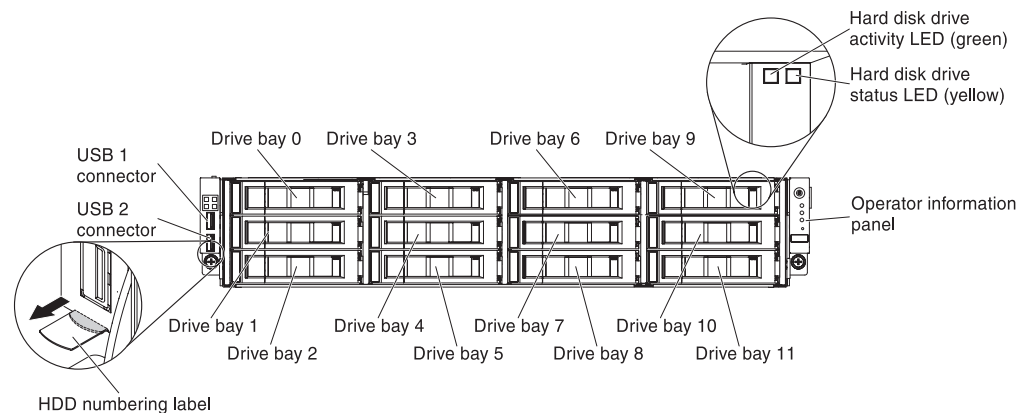 Hard disk drive
activity LED (green)
Hard disk drive
status LED (yellow)
Drive bay 0
Drive bay 3
Drive bay 6
Drive bay 9
USB 1
connector
USB 2
connector
Operator information
panel
Drive bay 1
Drive bay 4
Drive bay 7
Drive bay 10
Drive bay 2
Drive bay 5
Drive bay 8
Drive bay 11
HDD numbering label